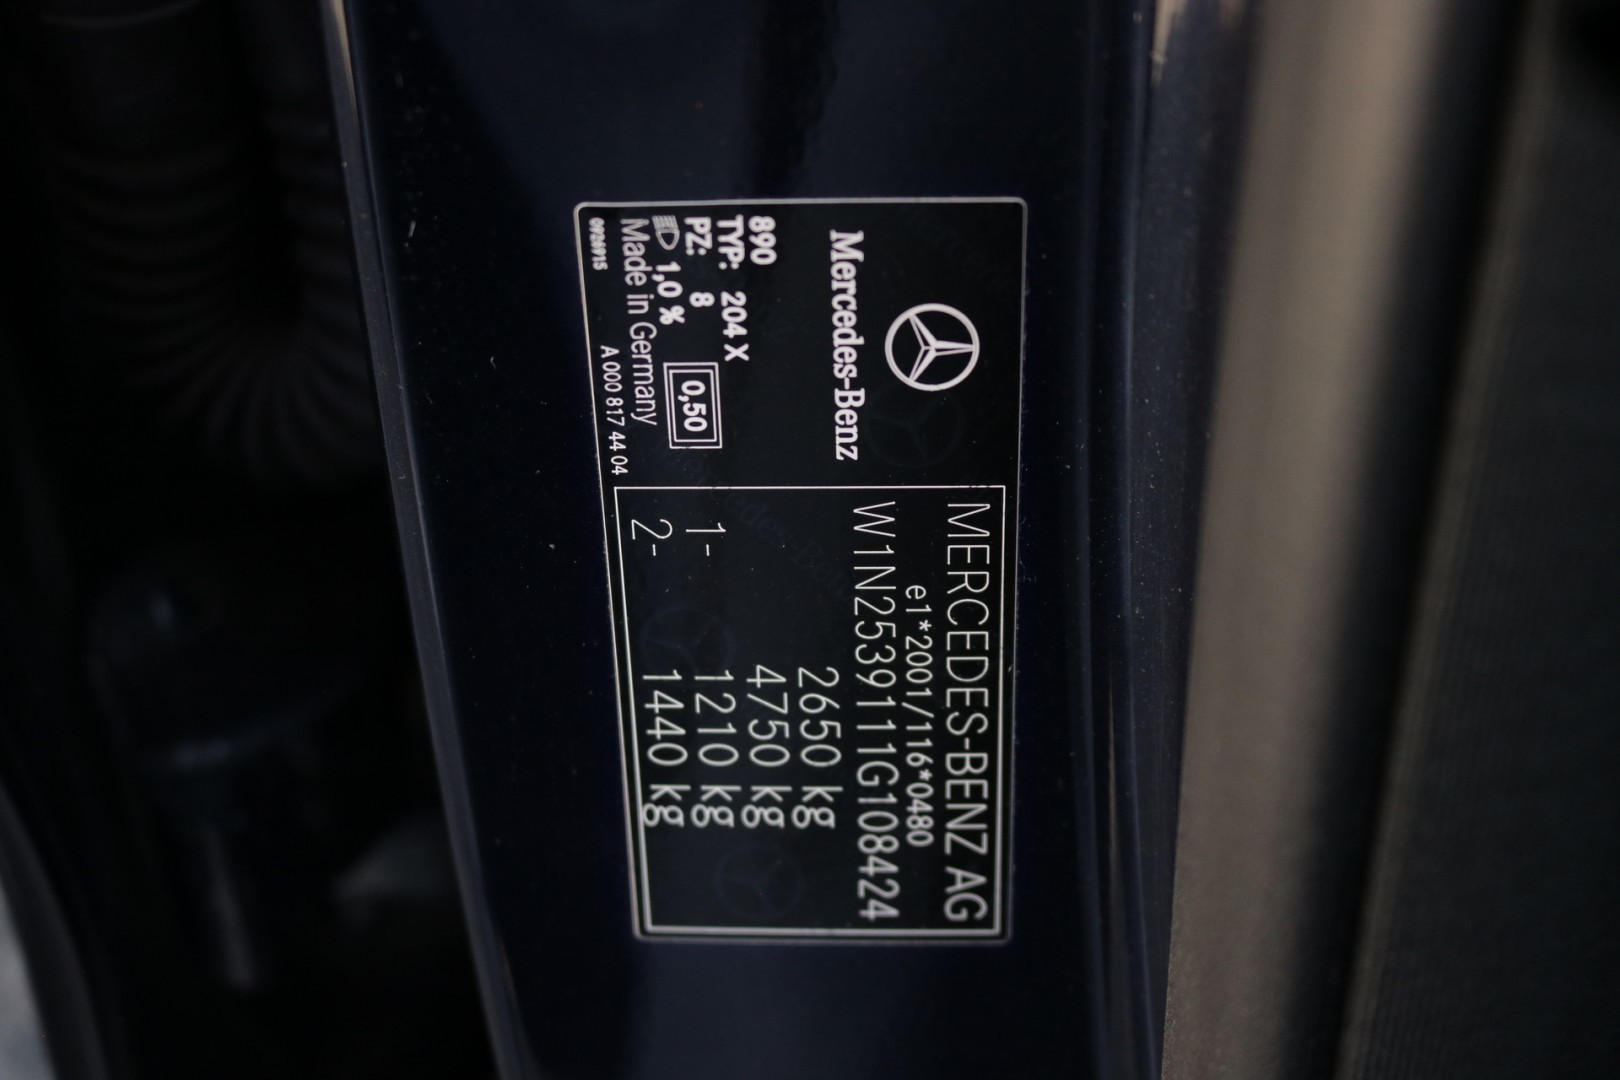 Mercedes-Benz
890
TYP: 204 X
PZ: 8
0,50
1,0 %
Made in Germany
0926915
A 000 817 44 04
MERCEDES-BENZ AG
e1*2001/116*0480
W1N2539111G108424
2650 kg
4750 kg
1- 1210 kg
2- 1440 kg